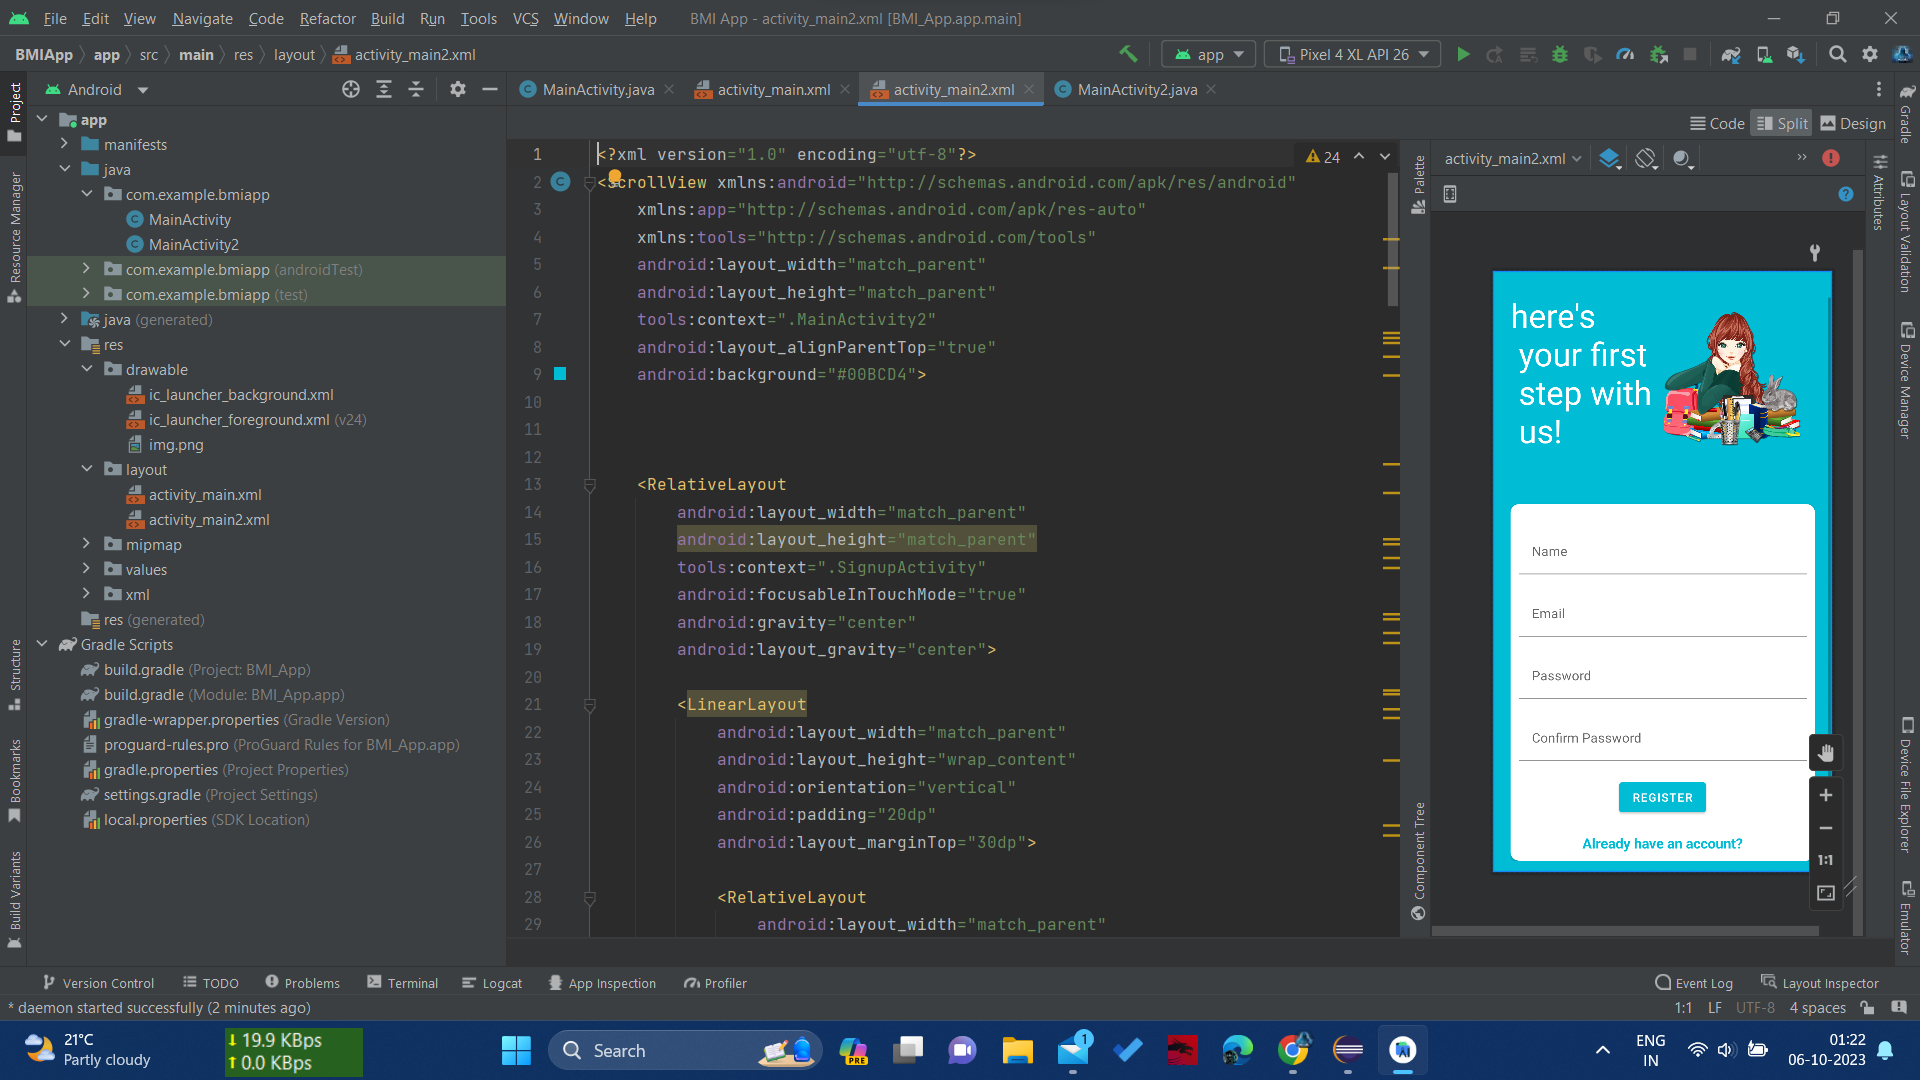 File Edit View Navigate Code Refactor Build Run Tools VCS Window Help BMI App - activity_main2.xml [BMI_App.app.main]
BMIApp app src main res layout activity_main2.xml app Pixel 4 XL API 26
Android MainActivity.java activity_main.xml activity_main2.xml MainActivity2.java
Code Split Design
Project
Resource Manager
Structure
Bookmarks
Build Variants
app
manifests
java
com.example.bmiapp
MainActivity
MainActivity2
com.example.bmiapp (androidTest)
com.example.bmiapp (test)
java (generated)
res
drawable
ic_launcher_background.xml
ic_launcher_foreground.xml (v24)
img.png
layout
activity_main.xml
activity_main2.xml
mipmap
values
xml
res (generated)
Gradle Scripts
build.gradle (Project: BMI_App)
build.gradle (Module: BMI_App.app)
gradle-wrapper.properties (Gradle Version)
proguard-rules.pro (ProGuard Rules for BMI_App.app)
gradle.properties (Project Properties)
settings.gradle (Project Settings)
local.properties (SDK Location)
1 <?xml version="1.0" encoding="utf-8"?> 24
2 <ScrollView xmlns:android="http://schemas.android.com/apk/res/android"
3 xmlns:app="http://schemas.android.com/apk/res-auto"
4 xmlns:tools="http://schemas.android.com/tools"
5 android:layout_width="match_parent"
6 android:layout_height="match_parent"
7 tools:context=".MainActivity2"
8 android:layout_alignParentTop="true"
9 android:background="#00BCD4">
10
11
12
13 <RelativeLayout
14 android:layout_width="match_parent"
15 android:layout_height="match_parent"
16 tools:context=".SignupActivity"
17 android:focusableInTouchMode="true"
18 android:gravity="center"
19 android:layout_gravity="center">
20
21 <LinearLayout
22 android:layout_width="match_parent"
23 android:layout_height="wrap_content"
24 android:orientation="vertical"
25 android:padding="20dp"
26 android:layout_marginTop="30dp">
27
28 <RelativeLayout
29 android:layout_width="match_parent"
Palette
Component Tree
activity_main2.xml
here's
your first
step with
us!
Name
Email
Password
Confirm Password
REGISTER
Already have an account?
1:1
Attributes
Gradle
Layout Validation
Device Manager
Device File Explorer
Emulator
Version Control TODO Problems Terminal Logcat App Inspection Profiler Event Log Layout Inspector
* daemon started successfully (2 minutes ago) 1:1 LF UTF-8 4 spaces
21°C
Partly cloudy
19.9 KBps
0.0 KBps
Search
PRE
1
ENG
IN
01:22
06-10-2023